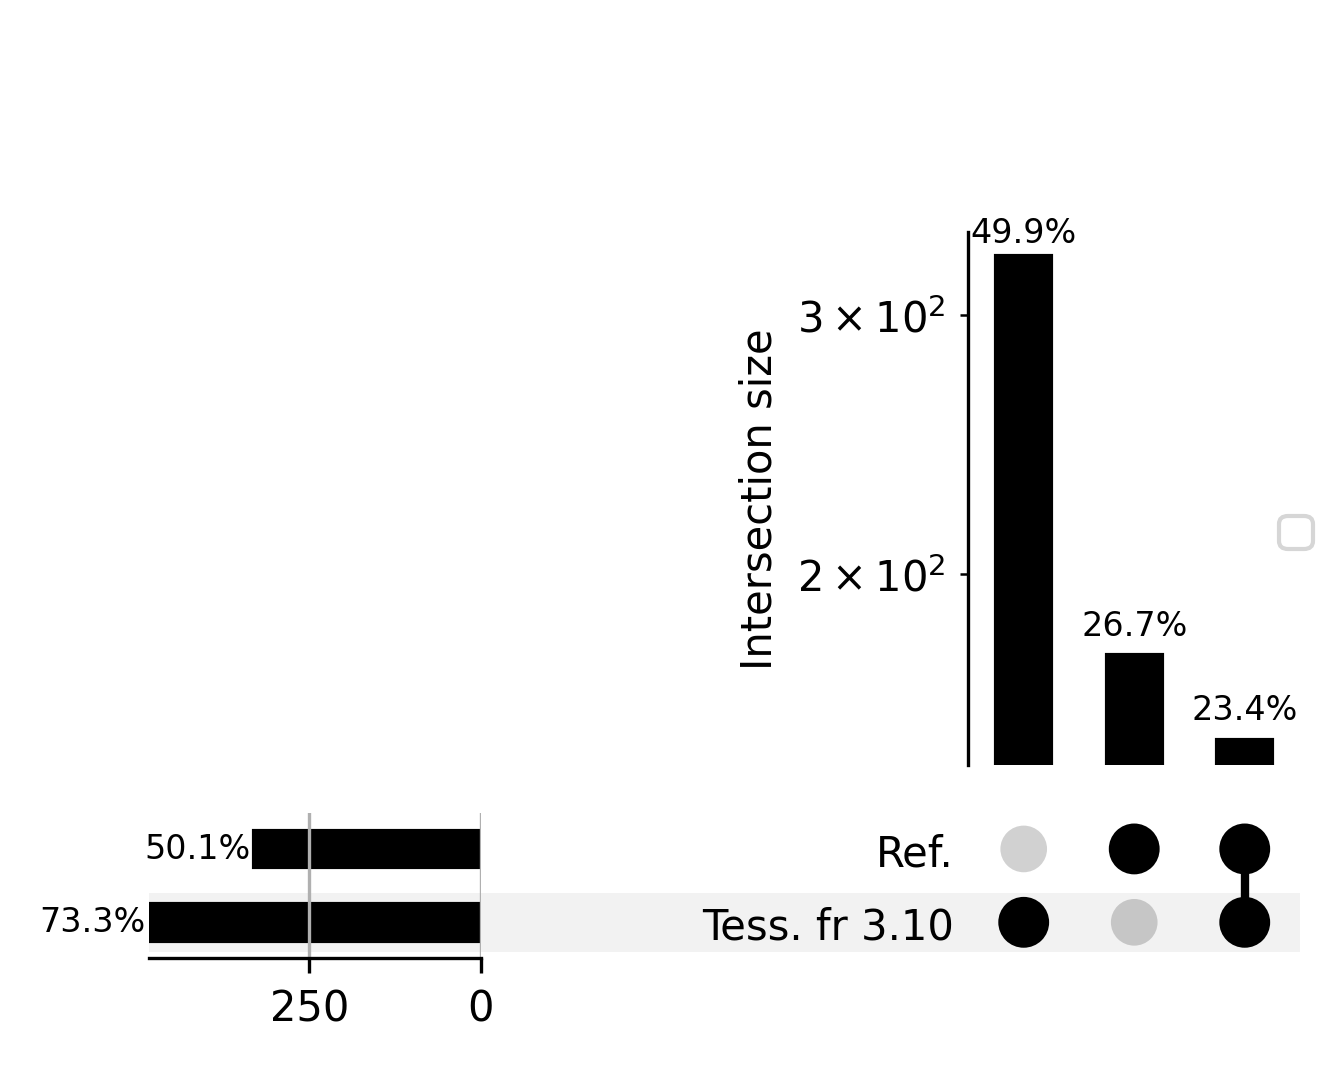 49.9%
3 × 10²
Intersection size
2 × 10²
26.7%
23.4%
50.1%
Ref.
73.3%
Tess. fr 3.10
250 0